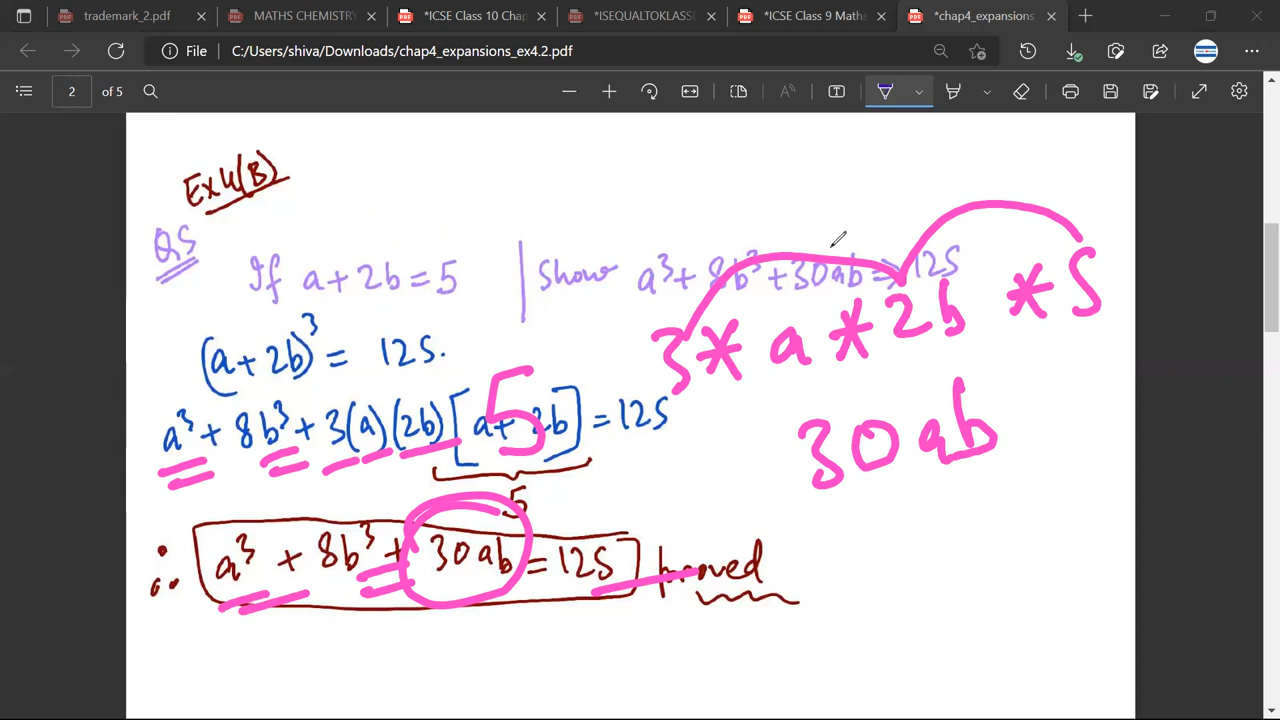 trademark_2.pdf
MATHS CHEMISTRY
*ICSE Class 10 Chap
*ISEQUALTOKLASS
*ICSE Class 9 Maths
*chap4_expansions
File C:/Users/shiva/Downloads/chap4_expansions_ex4.2.pdf
2 of 5
Ex4(B)
Q5
If a+2b=5 | Show a³+8b³+30ab=>125
3* a * 2b * 5
(a+2b)³ = 125.
a³ + 8b³ + 3(a)(2b)[a+2b] = 125
5
30ab
5
∴ a³ + 8b³ + 30ab = 125 proved